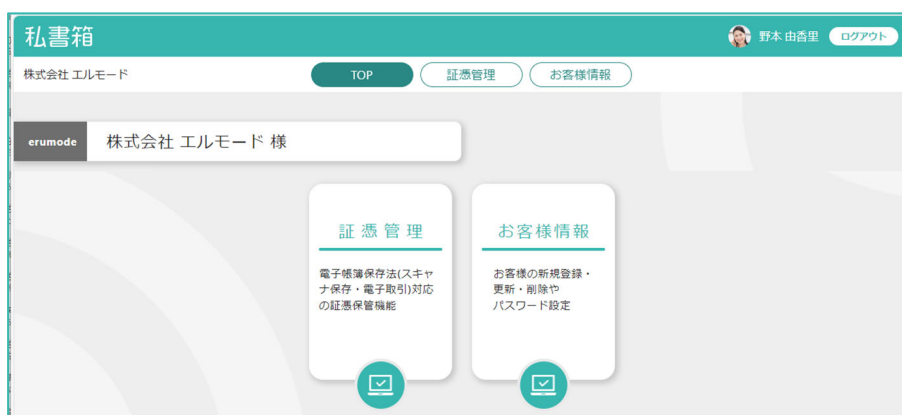 私書箱
野本 由香里
ログアウト
株式会社 エルモード
TOP
証憑管理
お客様情報
erumode
株式会社 エルモード 様
証憑管理
電子帳簿保存法(スキャ
ナ保存・電子取引)対応
の証憑保管機能
お客様情報
お客様の新規登録・
更新・削除や
パスワード設定